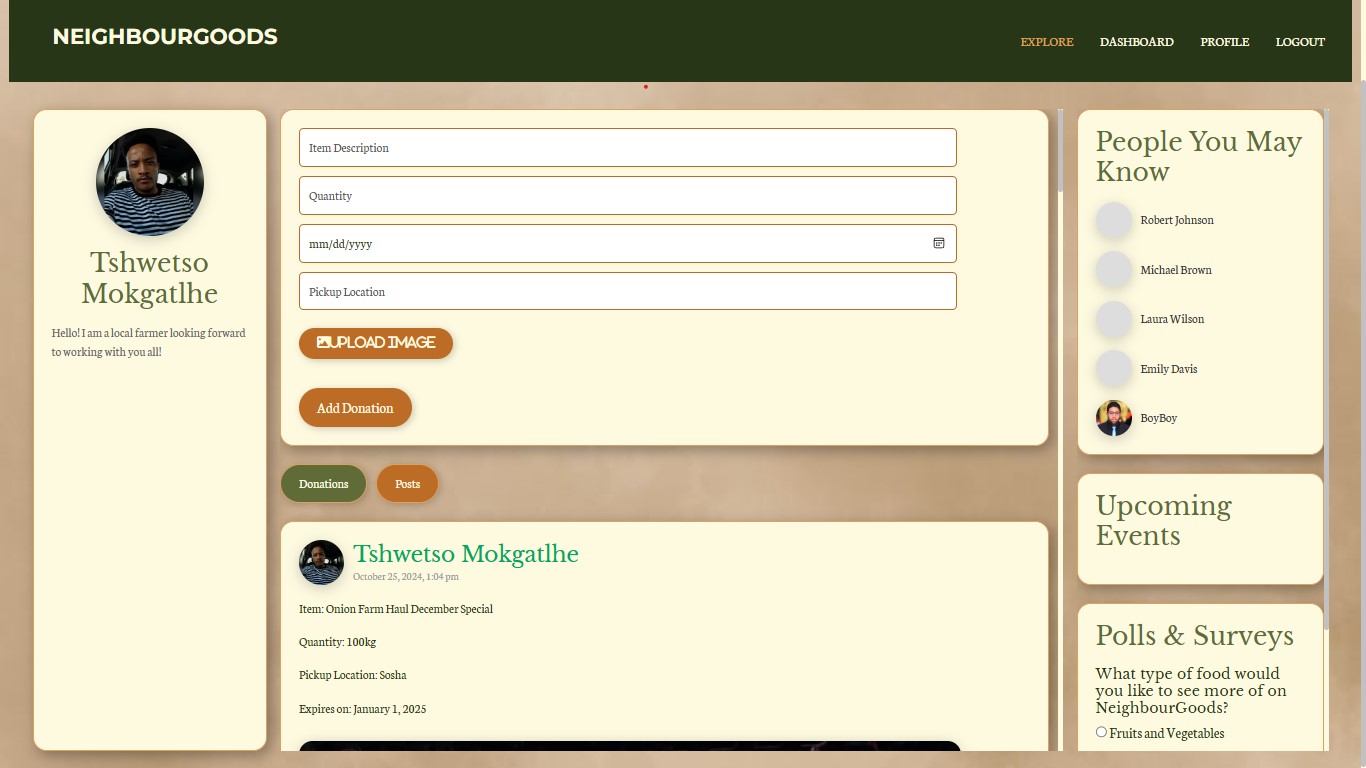 NEIGHBOURGOODS
EXPLORE DASHBOARD PROFILE LOGOUT
Tshwetso
Mokgatlhe
Hello! I am a local farmer looking forward
to working with you all!
Item Description
Quantity
mm/dd/yyyy
Pickup Location
UPLOAD IMAGE
Add Donation
Donations Posts
Tshwetso Mokgatlhe
October 25, 2024, 1:04 pm
Item: Onion Farm Haul December Special
Quantity: 100kg
Pickup Location: Sosha
Expires on: January 1, 2025
People You May
Know
Robert Johnson
Michael Brown
Laura Wilson
Emily Davis
BoyBoy
Upcoming
Events
Polls & Surveys
What type of food would
you like to see more of on
NeighbourGoods?
Fruits and Vegetables